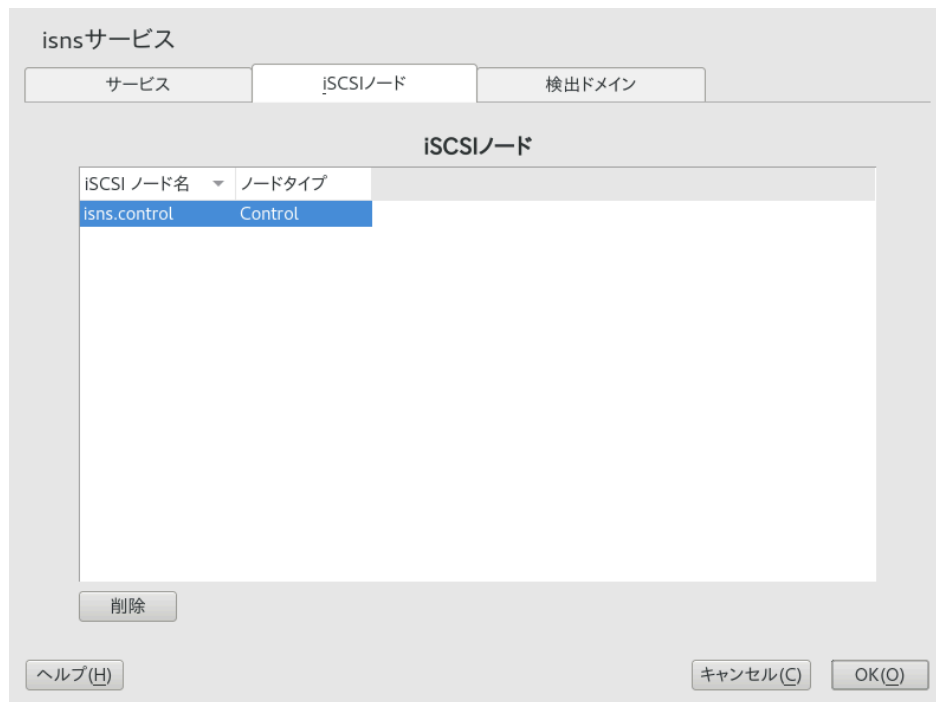 isnsサービス
サービス iSCSIノード 検出ドメイン
iSCSIノード
iSCSI ノード名 ノードタイプ
isns.control Control
削除
ヘルプ(H) キャンセル(C) OK(O)